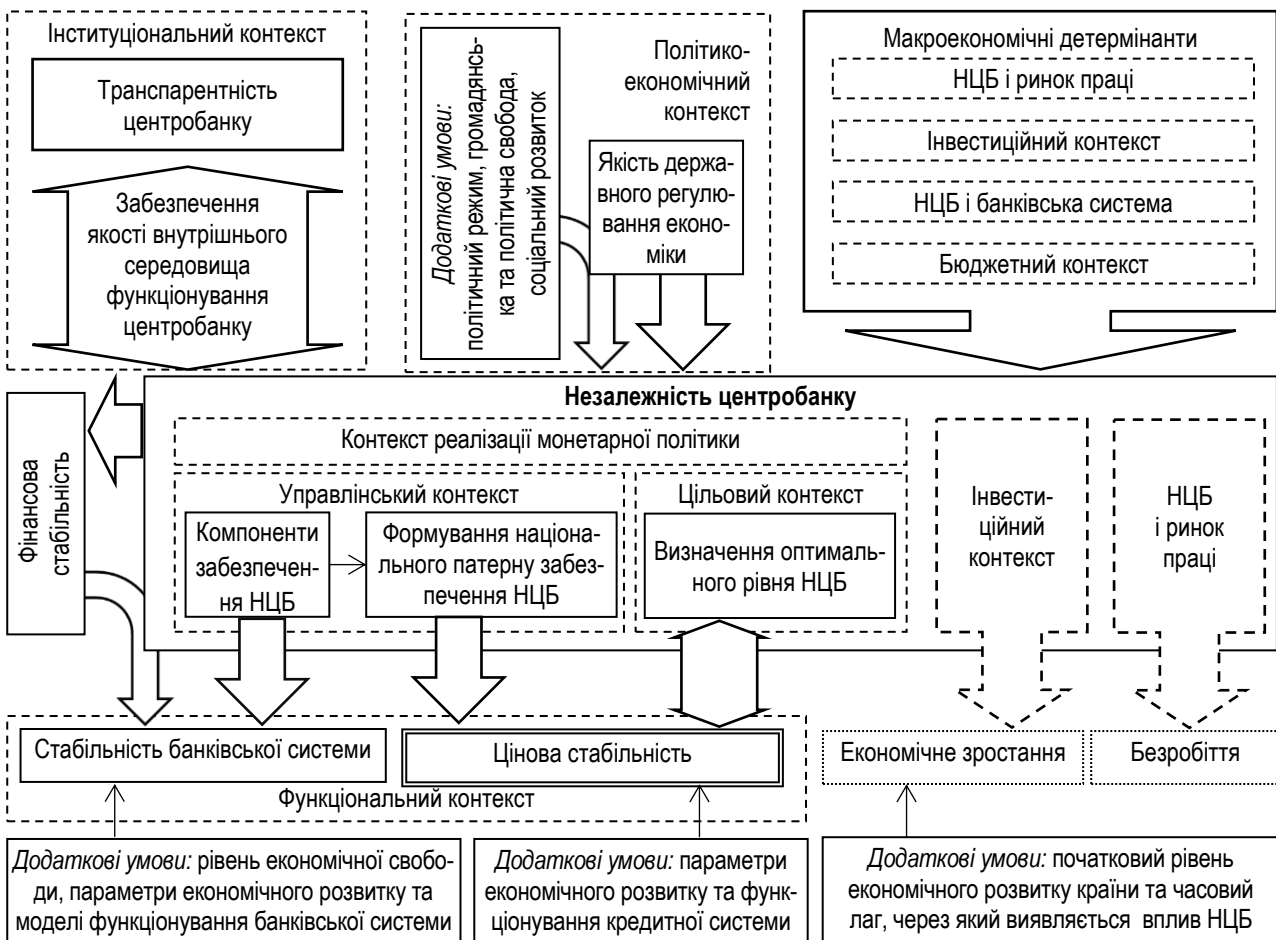 Інституціональний контекст
Транспарентність
центробанку
Забезпечення
якості внутрішнього
середовища
функціонування
центробанку
Додаткові умови:
політичний режим, громадянсь-
ка та політична свобода,
соціальний розвиток
Політико-
економічний
контекст
Якість держа-
вного регулю-
вання еконо-
міки
Макроекономічні детермінанти
НЦБ і ринок праці
Інвестиційний контекст
НЦБ і банківська система
Бюджетний контекст
Фінансова
стабільність
Незалежність центробанку
Контекст реалізації монетарної політики
Управлінський контекст
Компоненти
забезпечен-
ня НЦБ
Формування націона-
льного патерну забез-
печення НЦБ
Цільовий контекст
Визначення оптималь-
ного рівня НЦБ
Інвести-
ційний
контекст
НЦБ
і ринок
праці
Стабільність банківської системи
Цінова стабільність
Функціональний контекст
Економічне зростання
Безробіття
Додаткові умови: рівень економічної свобо-
ди, параметри економічного розвитку та
моделі функціонування банківської системи
Додаткові умови: параметри
економічного розвитку та функ-
ціонування кредитної системи
Додаткові умови: початковий рівень
економічного розвитку країни та часовий
лаг, через який виявляється вплив НЦБ